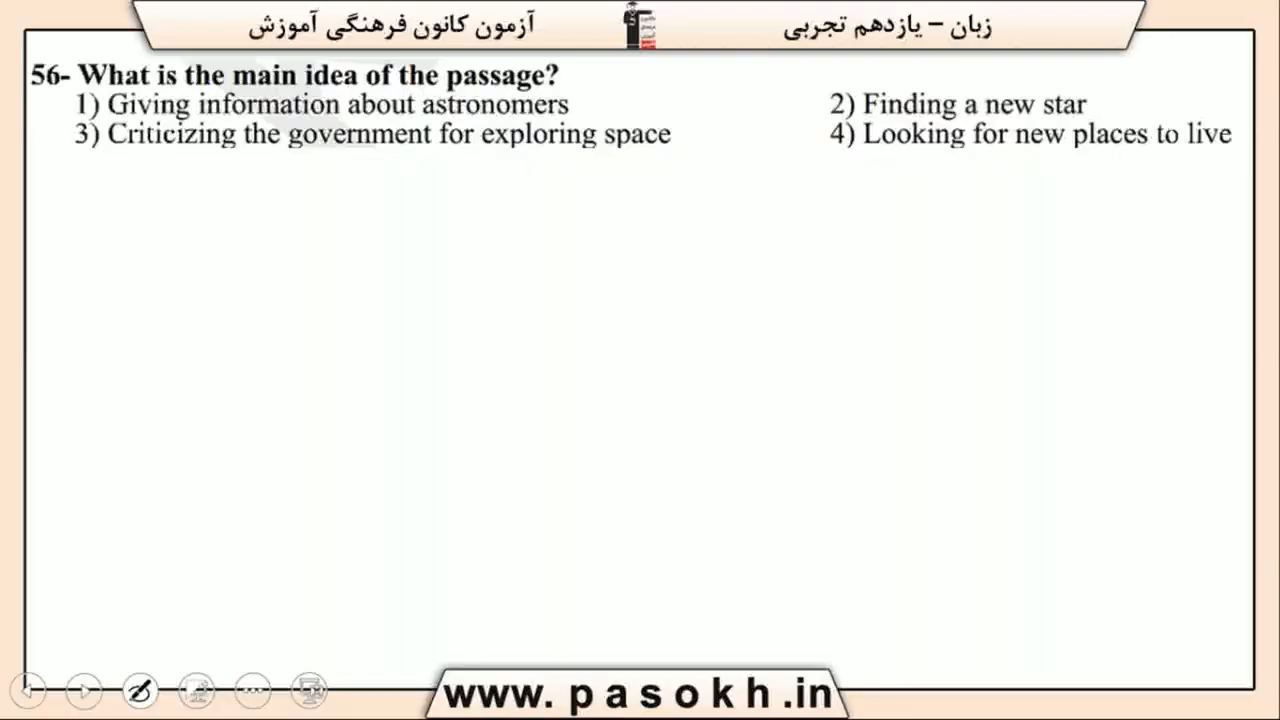 زبان – یازدهم تجربی
آزمون کانون فرهنگی آموزش
56- What is the main idea of the passage?
1) Giving information about astronomers 2) Finding a new star
3) Criticizing the government for exploring space 4) Looking for new places to live
www. p a s o k h .in